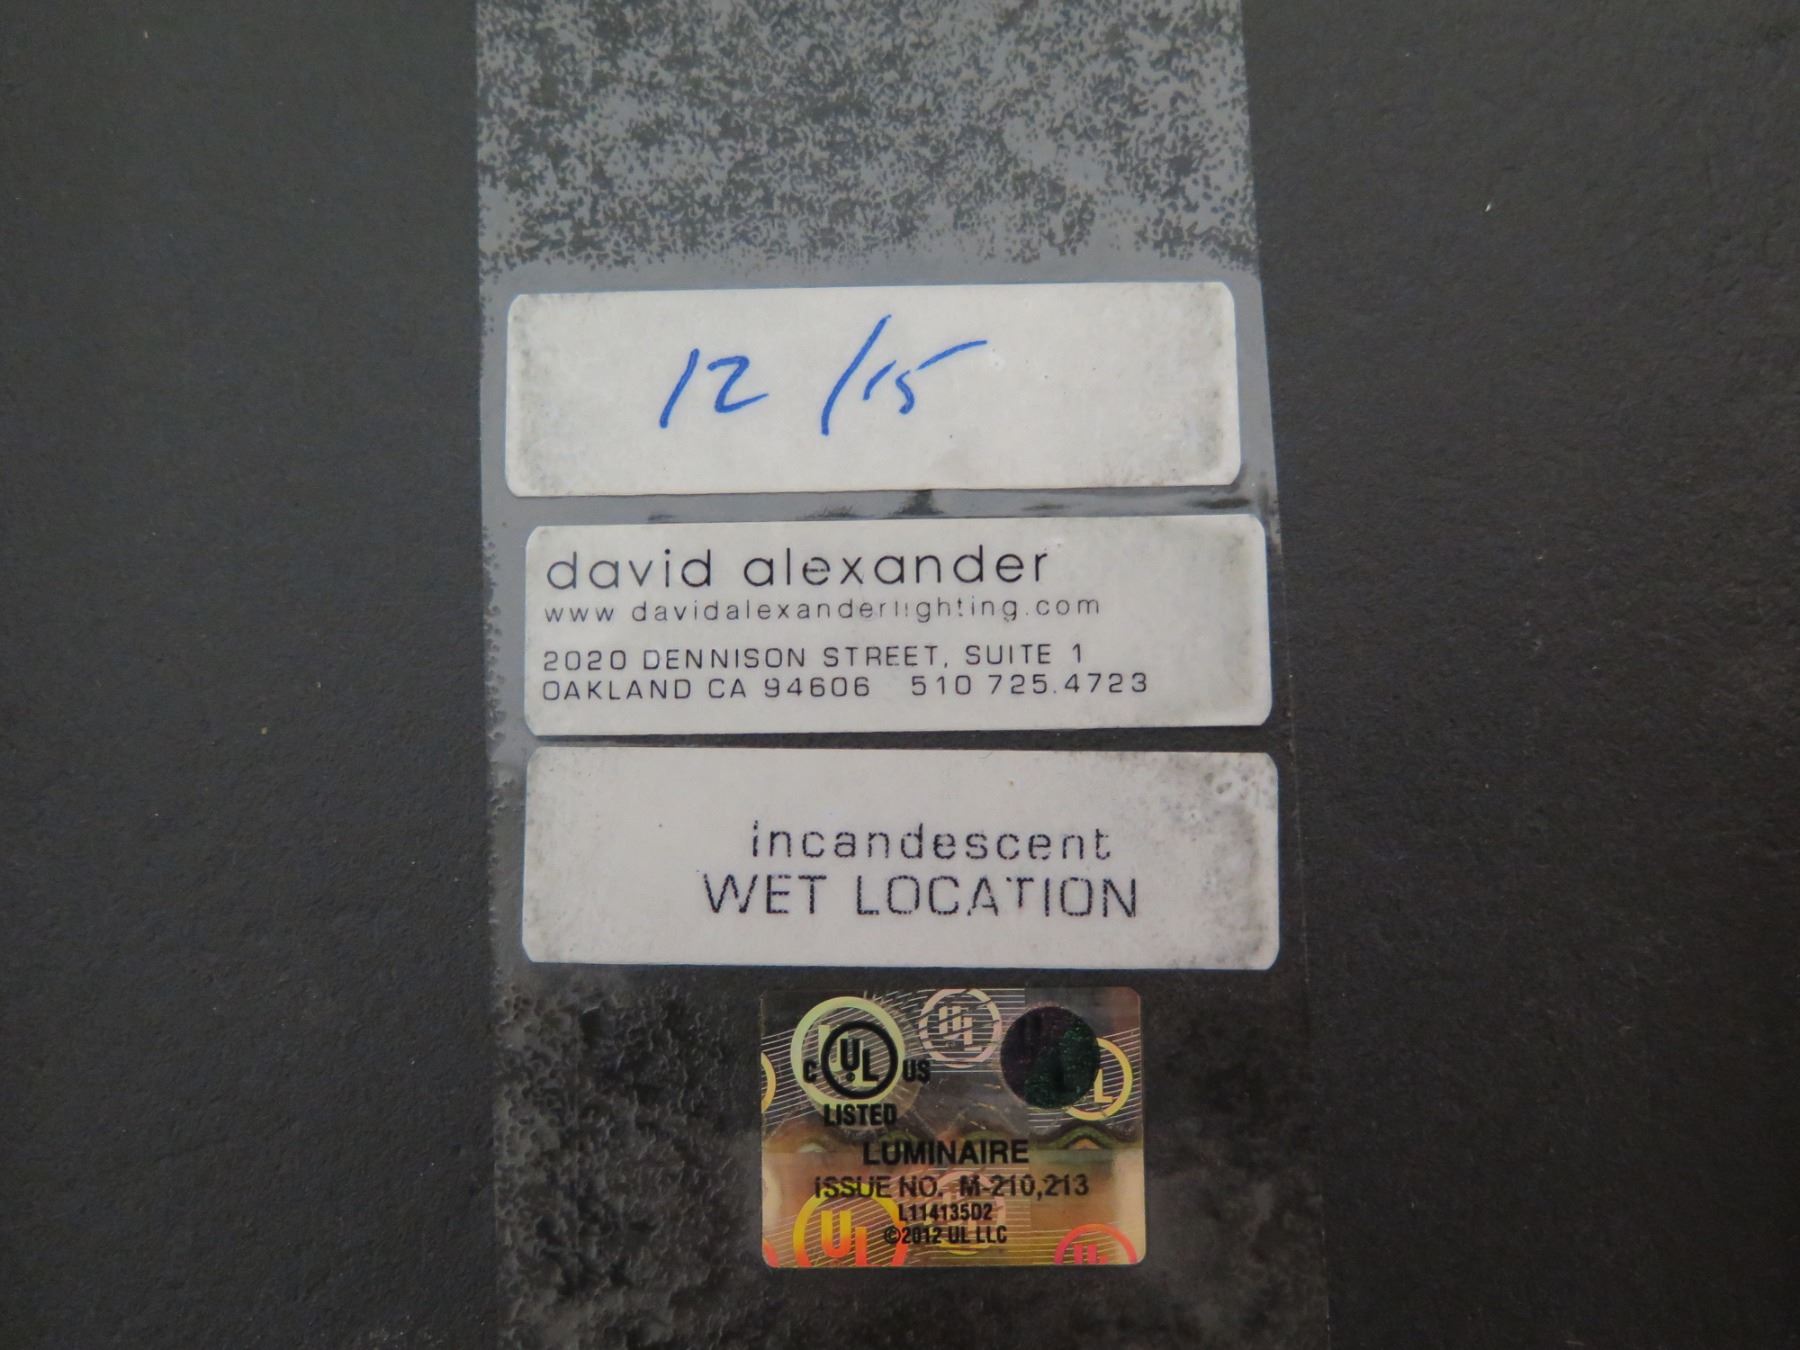 12 / 15
david alexander
www davidalexanderlighting.com
2020 DENNISON STREET, SUITE 1
OAKLAND CA 94606 510 725.4723
incandescent
WET LOCATION
C UL US
LISTED
LUMINAIRE
ISSUE NO. M-210,213
L114135D2
©2012 UL LLC